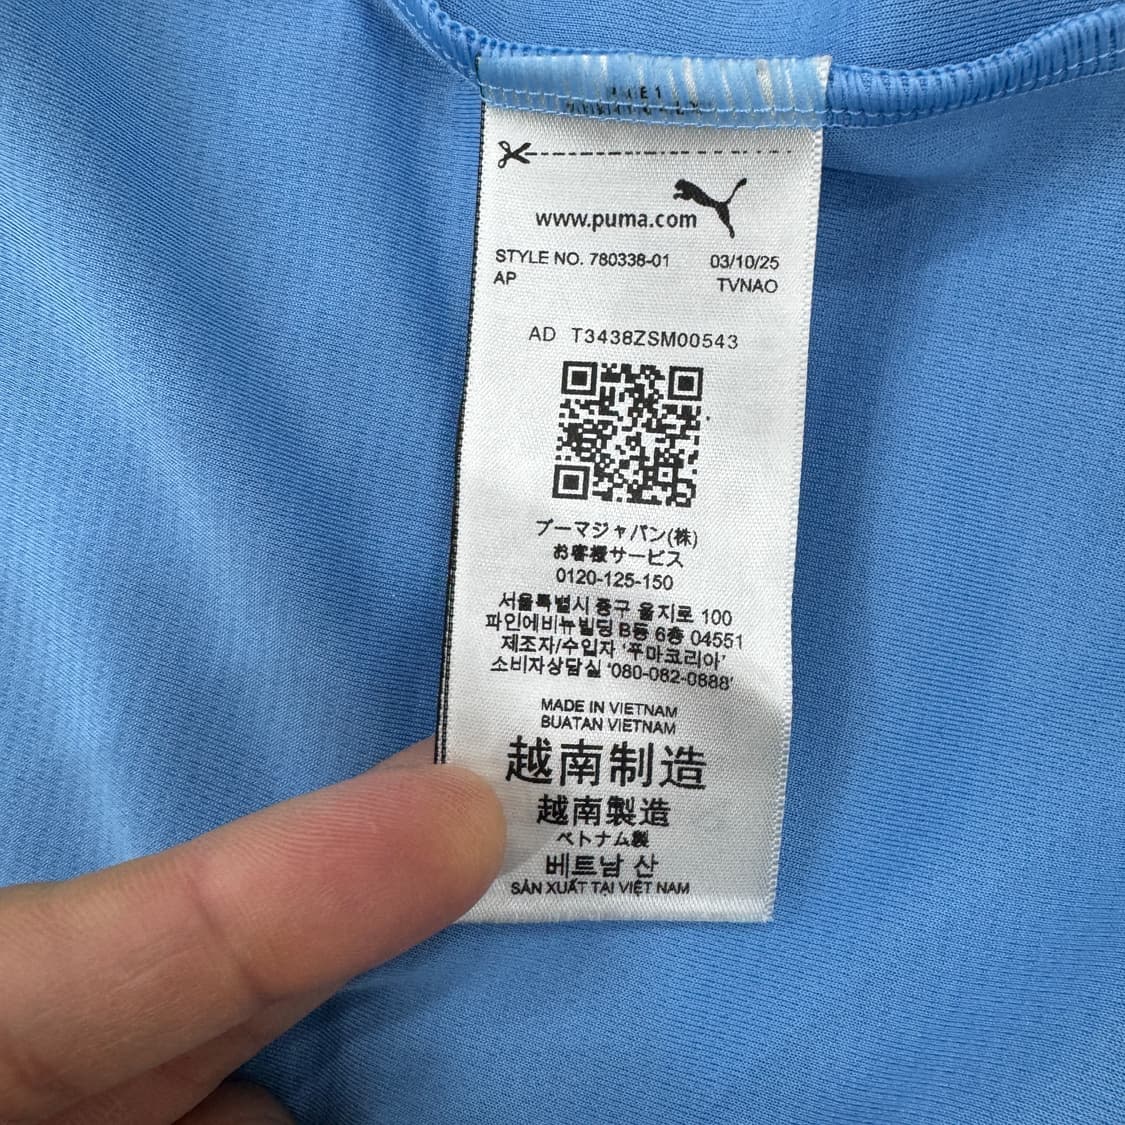 www.puma.com
STYLE NO. 780338-01 03/10/25
AP TVNAO
AD T3438ZSM00543
プーマジャパン(株)
お客様サービス
0120-125-150
서울특별시 중구 을지로 100
파인에비뉴빌딩 B동 6층 04551
제조자/수입자 '푸마코리아'
소비자상담실 '080-082-0888'
MADE IN VIETNAM
BUATAN VIETNAM
越南制造
越南製造
ベトナム製
베트남 산
SẢN XUẤT TẠI VIỆT NAM